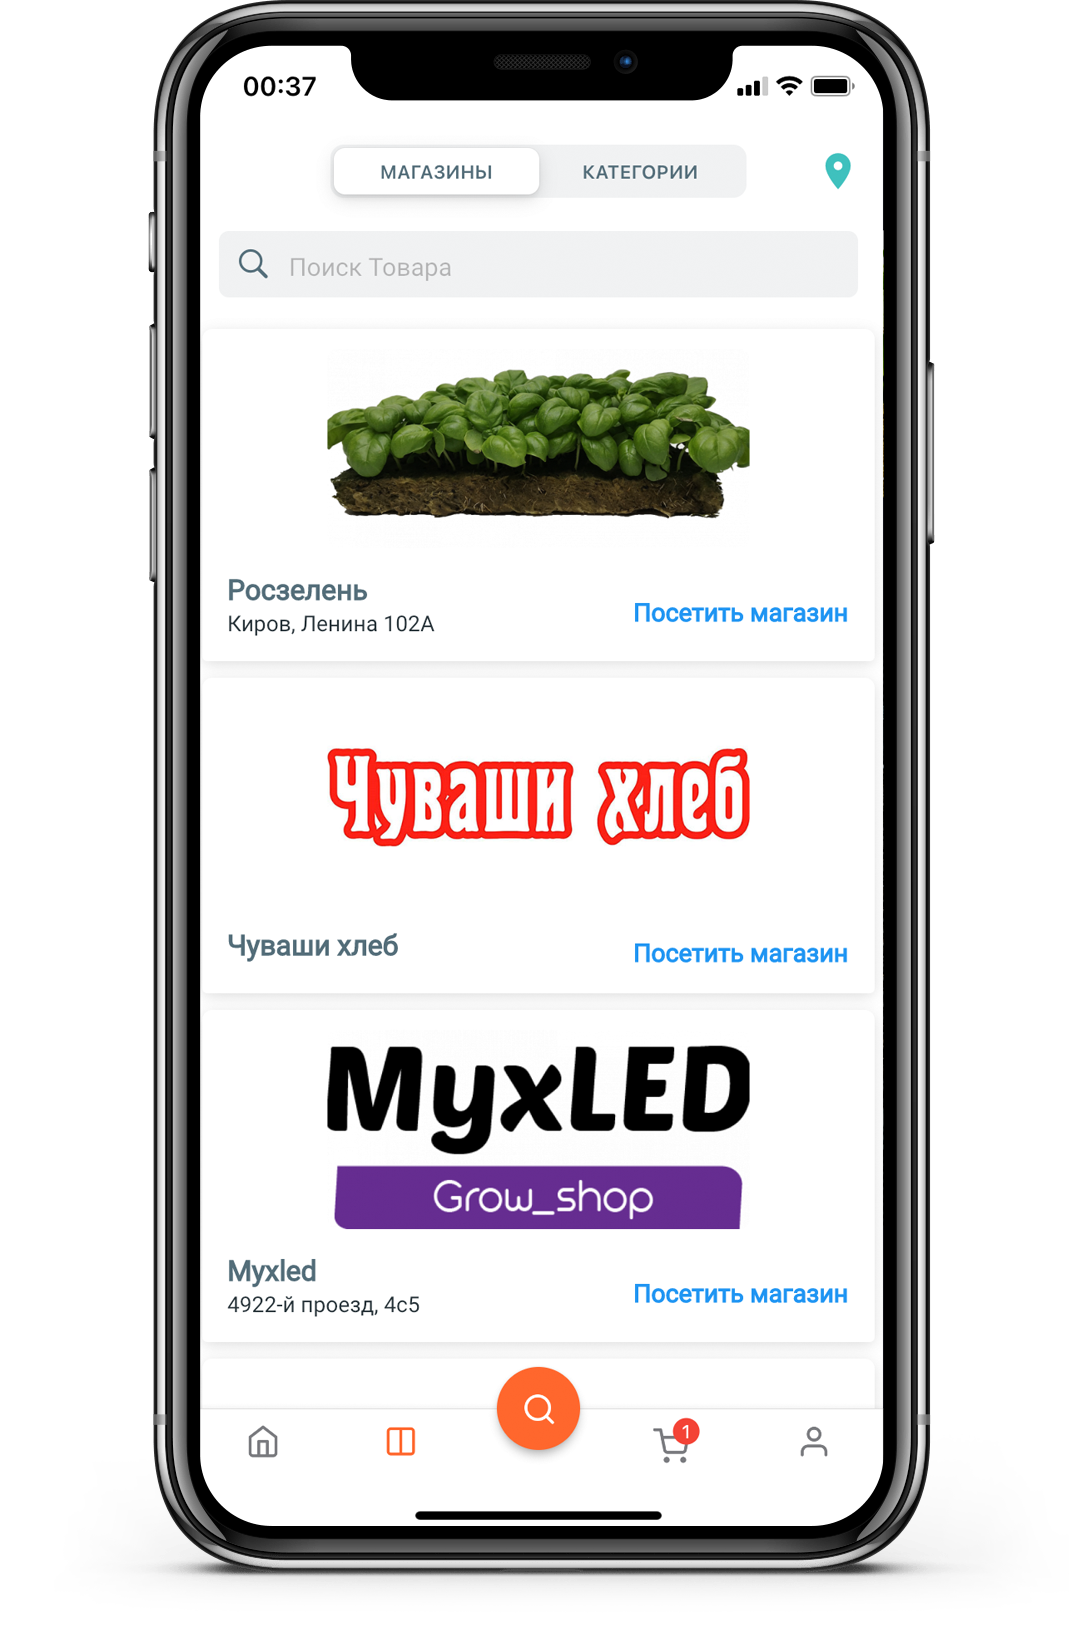 00:37
МАГАЗИНЫ
КАТЕГОРИИ
Поиск Товара
Росзелень
Киров, Ленина 102А
Посетить магазин
Чуваши хлеб
Чуваши хлеб
Посетить магазин
MyxLED
Grow_shop
Myxled
4922-й проезд, 4с5
Посетить магазин
1